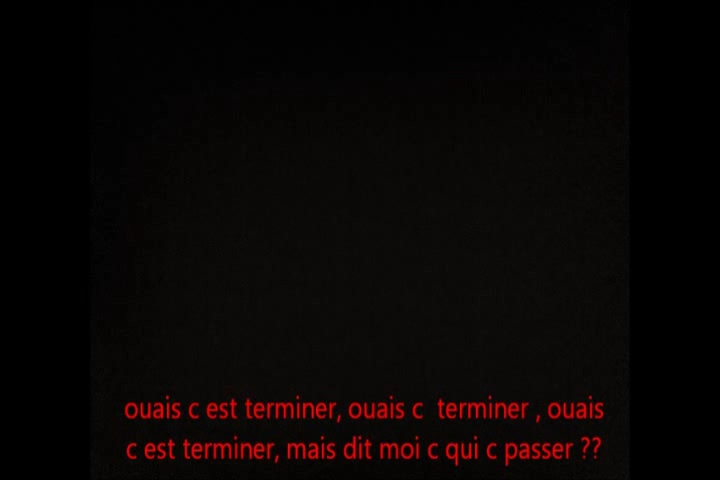 ouais c est terminer, ouais c  terminer , ouais
c est terminer, mais dit moi c qui c passer ??